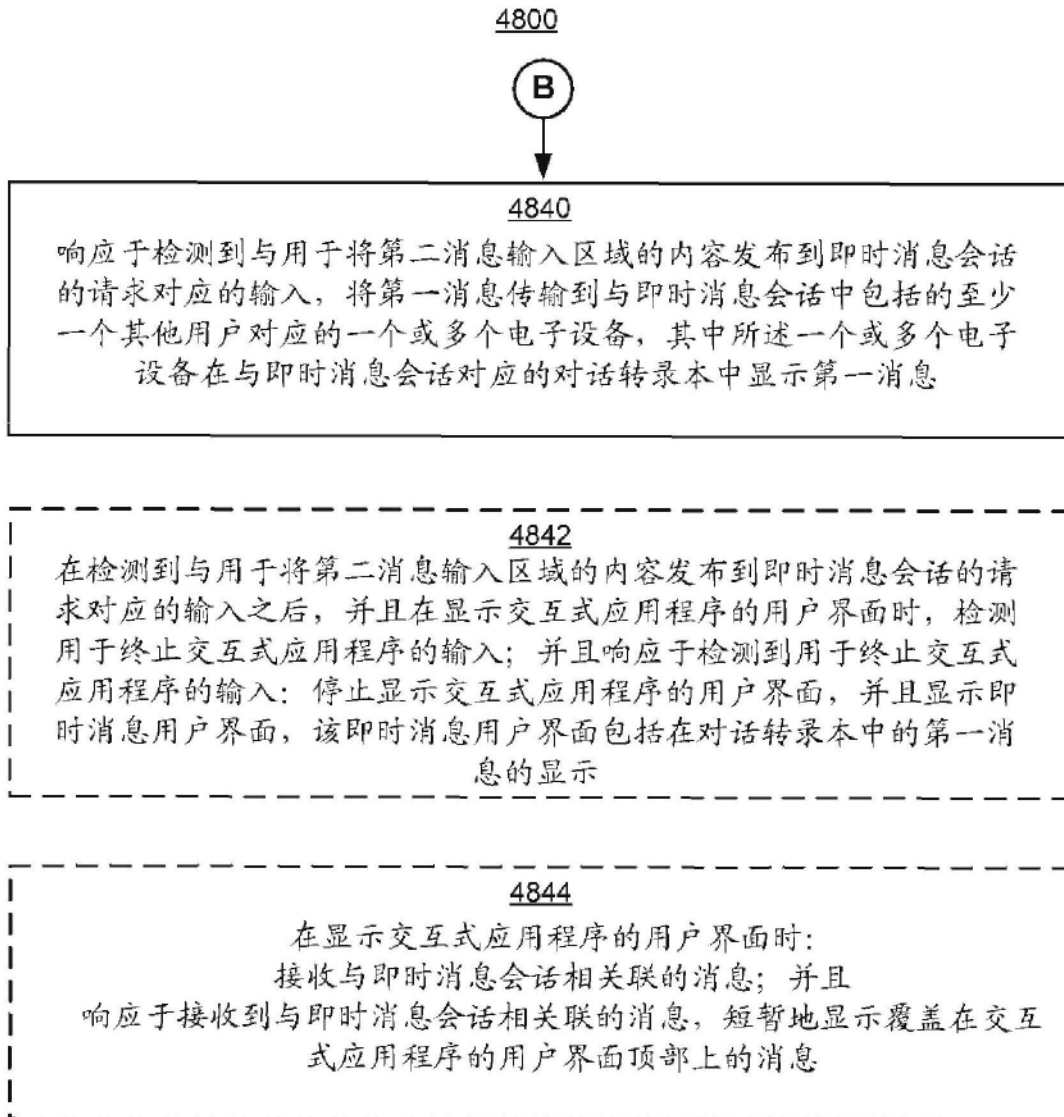 4800
B
4840
响应于检测到与用于将第二消息输入区域的内容发布到即时消息会话
的请求对应的输入，将第一消息传输到与即时消息会话中包括的至少
一个其他用户对应的一个或多个电子设备，其中所述一个或多个电子
设备在与即时消息会话对应的对话转录本中显示第一消息
4842
在检测到与用于将第二消息输入区域的内容发布到即时消息会话的请
求对应的输入之后，并且在显示交互式应用程序的用户界面时，检测
用于终止交互式应用程序的输入；并且响应于检测到用于终止交互式
应用程序的输入：停止显示交互式应用程序的用户界面，并且显示即
时消息用户界面，该即时消息用户界面包括在对话转录本中的第一消
息的显示
4844
在显示交互式应用程序的用户界面时：
接收与即时消息会话相关联的消息；并且
响应于接收到与即时消息会话相关联的消息，短暂地显示覆盖在交互
式应用程序的用户界面顶部上的消息